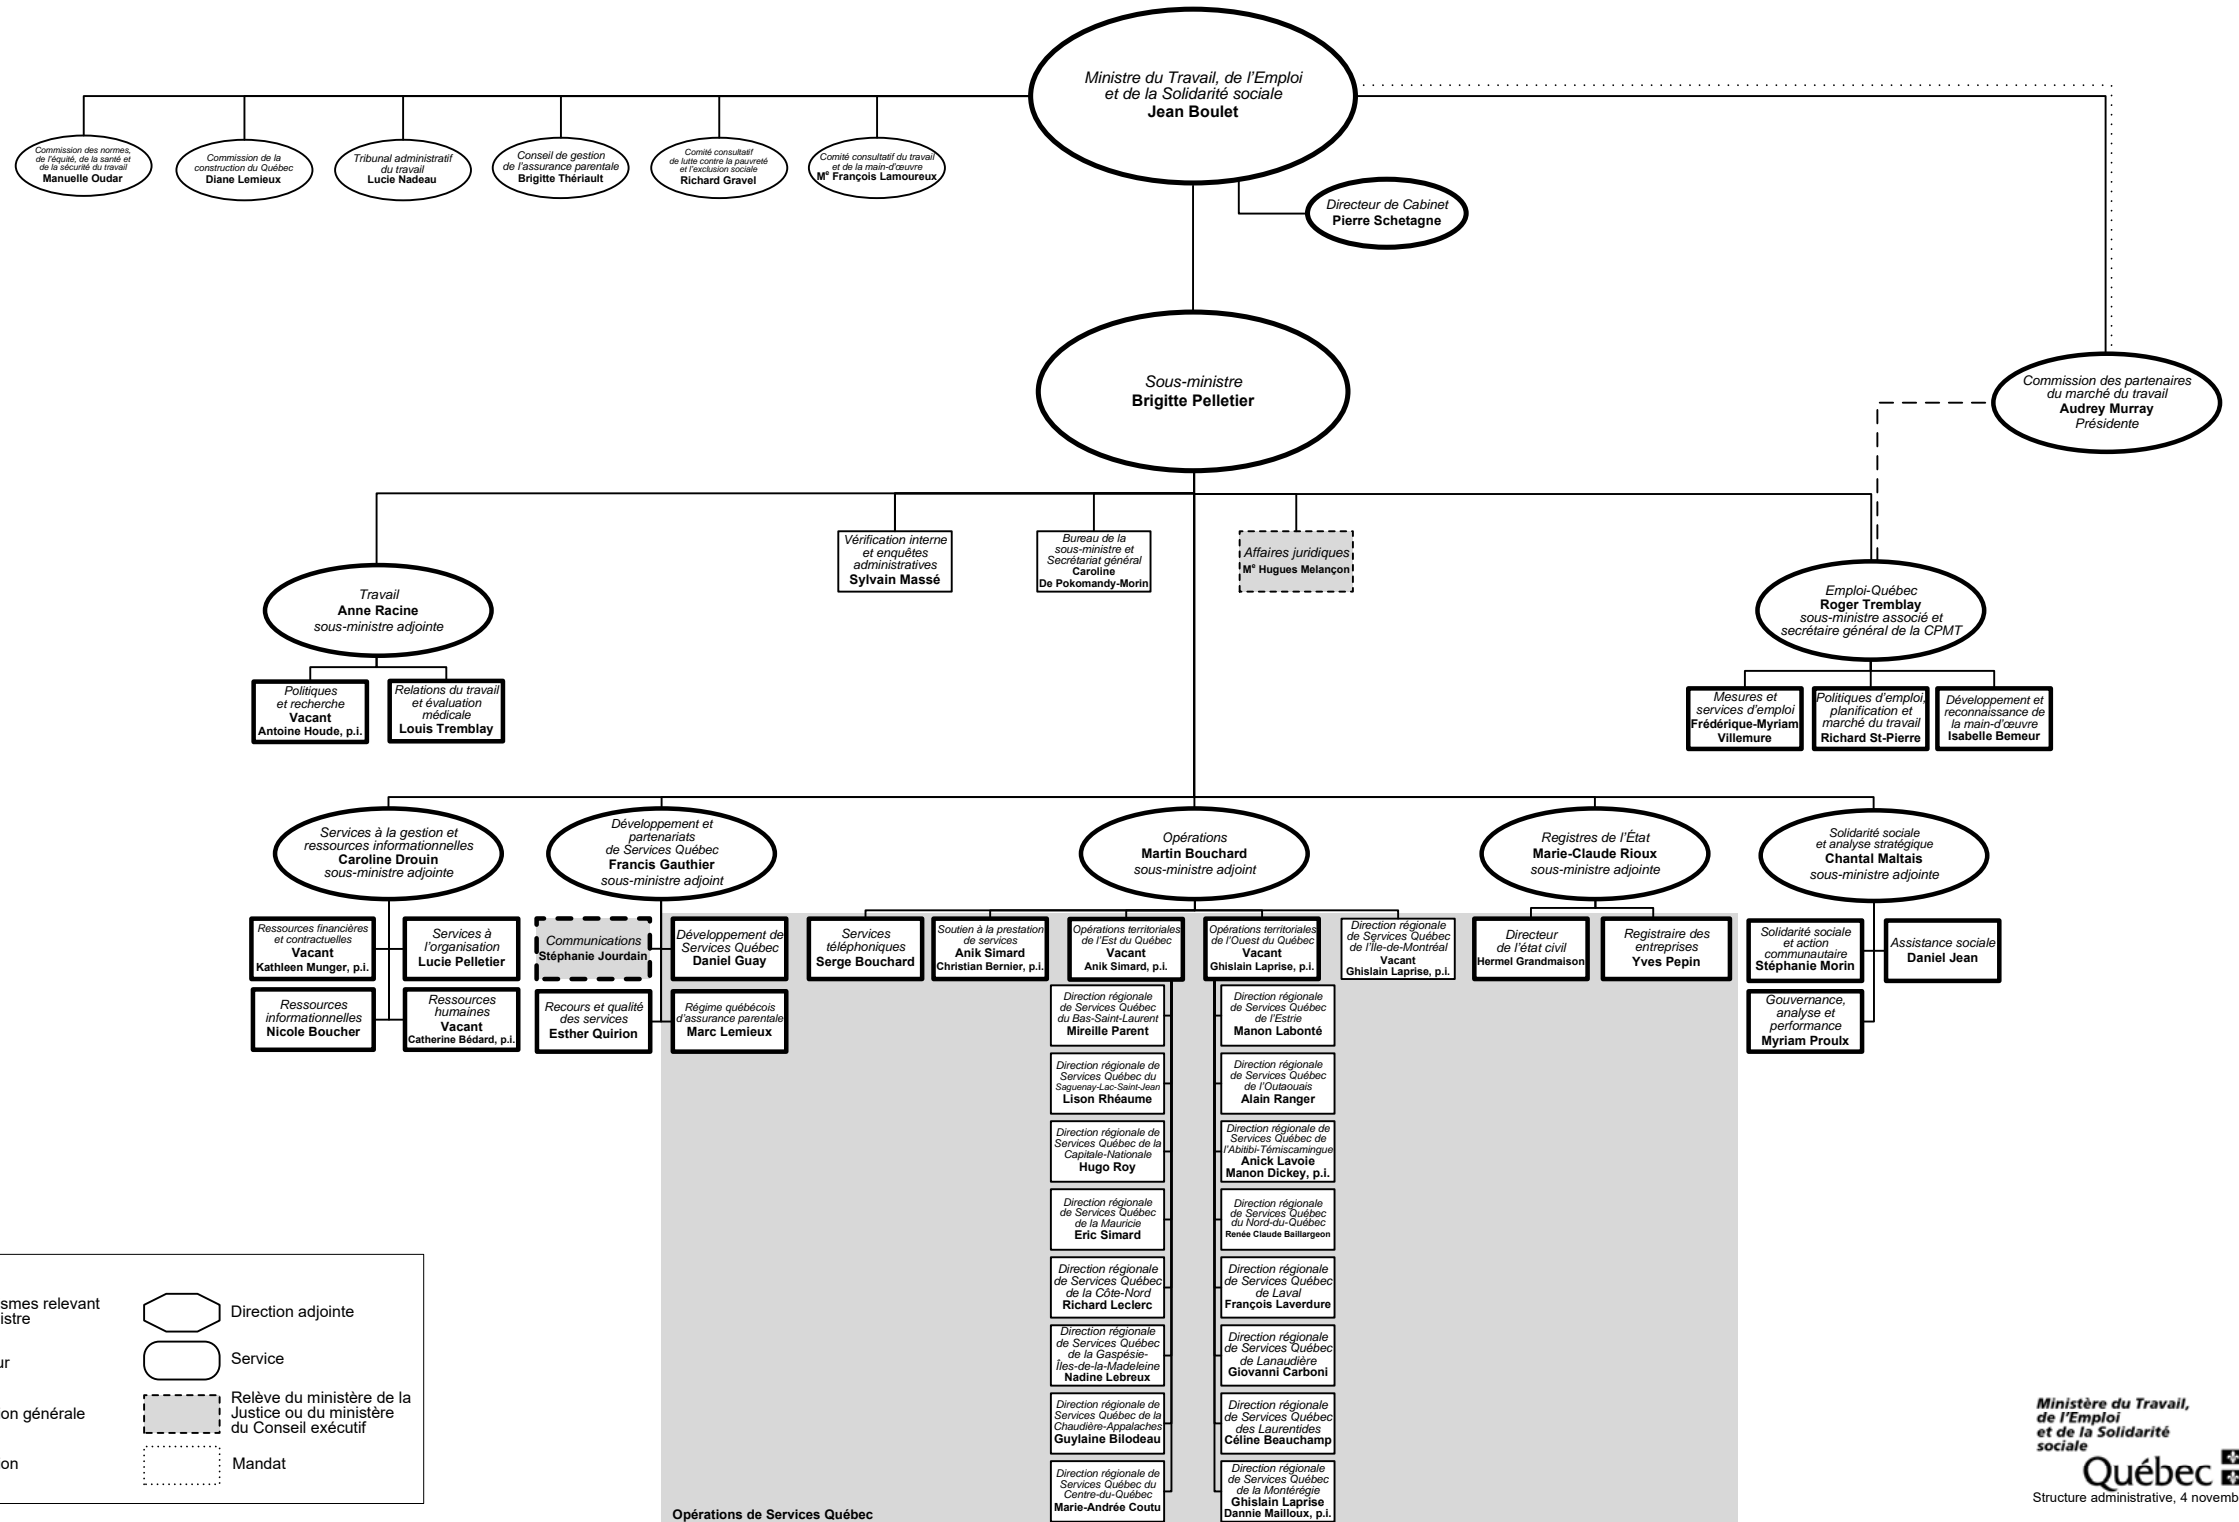 Ministre du Travail, de l'Emploi
et de la Solidarité sociale
Jean Boulet
Commission des normes,
de l'équité, de la santé et
de la sécurité du travail
Manuelle Oudar
Commission de la
construction du Québec
Diane Lemieux
Tribunal administratif
du travail
Lucie Nadeau
Conseil de gestion
de l'assurance parentale
Brigitte Thériault
Comité consultatif
de lutte contre la pauvreté
et l'exclusion sociale
Richard Gravel
Comité consultatif du travail
et de la main-d'œuvre
Me François Lamoureux
Directeur de Cabinet
Pierre Schetagne
Sous-ministre
Brigitte Pelletier
Commission des partenaires
du marché du travail
Audrey Murray
Présidente
Vérification interne
et enquêtes
administratives
Sylvain Massé
Bureau de la
sous-ministre et
Secrétariat général
Caroline
De Pokomandy-Morin
Affaires juridiques
Me Hugues Melançon
Travail
Anne Racine
sous-ministre adjointe
Emploi-Québec
Roger Tremblay
sous-ministre associé et
secrétaire général de la CPMT
Politiques
et recherche
Vacant
Antoine Houde, p.i.
Relations du travail
et évaluation
médicale
Louis Tremblay
Mesures et
services d'emploi
Frédérique-Myriam
Villemure
Politiques d'emploi,
planification et
marché du travail
Richard St-Pierre
Développement et
reconnaissance de
la main-d'œuvre
Isabelle Bemeur
Services à la gestion et
ressources informationnelles
Caroline Drouin
sous-ministre adjointe
Développement et
partenariats
de Services Québec
Francis Gauthier
sous-ministre adjoint
Opérations
Martin Bouchard
sous-ministre adjoint
Registres de l'État
Marie-Claude Rioux
sous-ministre adjointe
Solidarité sociale
et analyse stratégique
Chantal Maltais
sous-ministre adjointe
Ressources financières
et contractuelles
Vacant
Kathleen Munger, p.i.
Services à
l'organisation
Lucie Pelletier
Ressources
informationnelles
Nicole Boucher
Ressources
humaines
Vacant
Catherine Bédard, p.i.
Communications
Stéphanie Jourdain
Développement de
Services Québec
Daniel Guay
Recours et qualité
des services
Esther Quirion
Régime québécois
d'assurance parentale
Marc Lemieux
Services
téléphoniques
Serge Bouchard
Soutien à la prestation
de services
Anik Simard
Christian Bernier, p.i.
Opérations territoriales
de l'Est du Québec
Vacant
Anik Simard, p.i.
Opérations territoriales
de l'Ouest du Québec
Vacant
Ghislain Laprise, p.i.
Direction régionale
de Services Québec
de l'Île-de-Montréal
Vacant
Ghislain Laprise, p.i.
Directeur
de l'état civil
Hermel Grandmaison
Registraire des
entreprises
Yves Pepin
Solidarité sociale
et action
communautaire
Stéphanie Morin
Assistance sociale
Daniel Jean
Gouvernance,
analyse et
performance
Myriam Proulx
Direction régionale
de Services Québec
du Bas-Saint-Laurent
Mireille Parent
Direction régionale
de Services Québec
de l'Estrie
Manon Labonté
Direction régionale de
Services Québec du
Saguenay-Lac-Saint-Jean
Lison Rhéaume
Direction régionale
de Services Québec
de l'Outaouais
Alain Ranger
Direction régionale de
Services Québec de la
Capitale-Nationale
Hugo Roy
Direction régionale de
Services Québec de
l'Abitibi-Témiscamingue
Anick Lavoie
Manon Dickey, p.i.
Direction régionale
de Services Québec
de la Mauricie
Eric Simard
Direction régionale
de Services Québec
du Nord-du-Québec
Renée Claude Baillargeon
Direction régionale
de Services Québec
de la Côte-Nord
Richard Leclerc
Direction régionale
de Services Québec
de Laval
François Laverdure
Direction régionale
de Services Québec
de la Gaspésie-
Îles-de-la-Madeleine
Nadine Lebreux
Direction régionale
de Services Québec
de Lanaudière
Giovanni Carboni
Direction régionale de
Services Québec de la
Chaudière-Appalaches
Guylaine Bilodeau
Direction régionale
de Services Québec
des Laurentides
Céline Beauchamp
Direction régionale de
Services Québec du
Centre-du-Québec
Marie-Andrée Coutu
Direction régionale
de Services Québec
de la Montérégie
Ghislain Laprise
Dannie Mailloux, p.i.
Opérations de Services Québec
smes relevant
istre
ur
on générale
on
Direction adjointe
Service
Relève du ministère de la
Justice ou du ministère
du Conseil exécutif
Mandat
Ministère du Travail,
de l'Emploi
et de la Solidarité
sociale
Québec
Structure administrative, 4 novemb